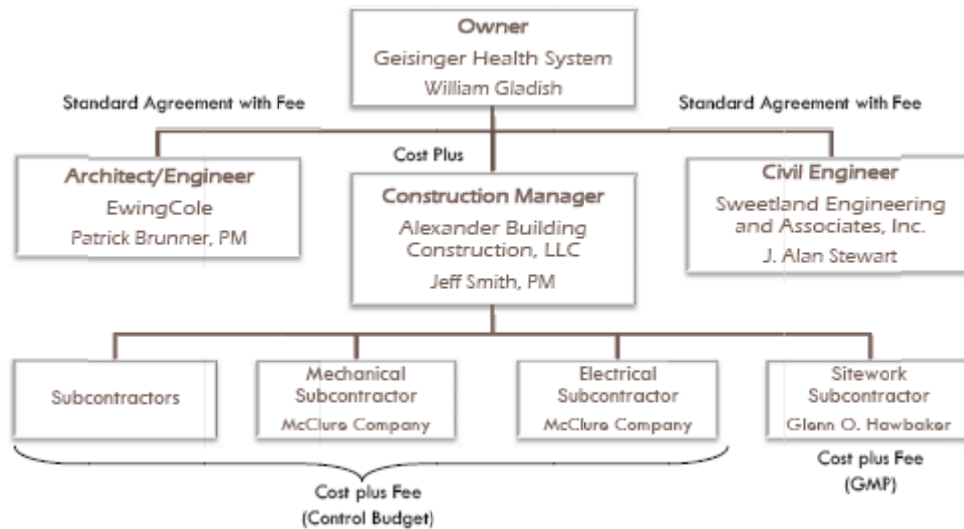 Owner
Geisinger Health System
William Gladish
Standard Agreement with Fee
Standard Agreement with Fee
Cost Plus
Architect/Engineer
EwingCole
Patrick Brunner, PM
Construction Manager
Alexander Building
Construction, LLC
Jeff Smith, PM
Civil Engineer
Sweetland Engineering
and Associates, Inc.
J. Alan Stewart
Subcontractors
Mechanical
Subcontractor
McClure Company
Electrical
Subcontractor
McClure Company
Sitework
Subcontractor
Glenn O. Hawbaker
Cost plus Fee
(Control Budget)
Cost plus Fee
(GMP)